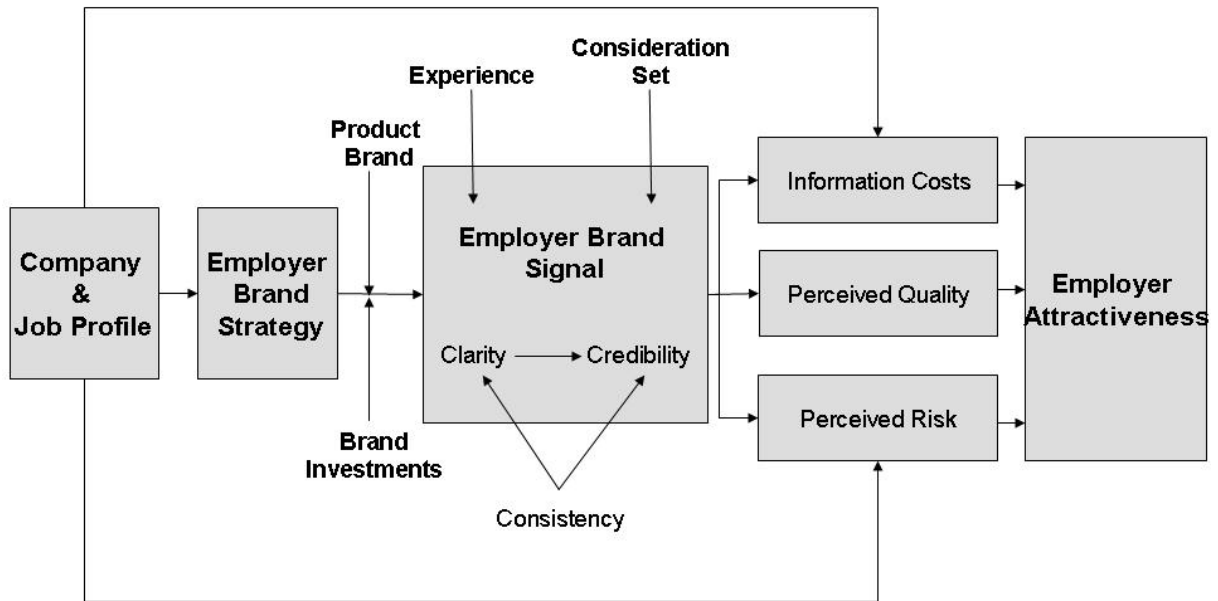 Consideration
Set
Experience
Product
Brand
Company
&
Job Profile
Employer
Brand
Strategy
Employer Brand
Signal
Clarity
Credibility
Brand
Investments
Consistency
Information Costs
Perceived Quality
Perceived Risk
Employer
Attractiveness